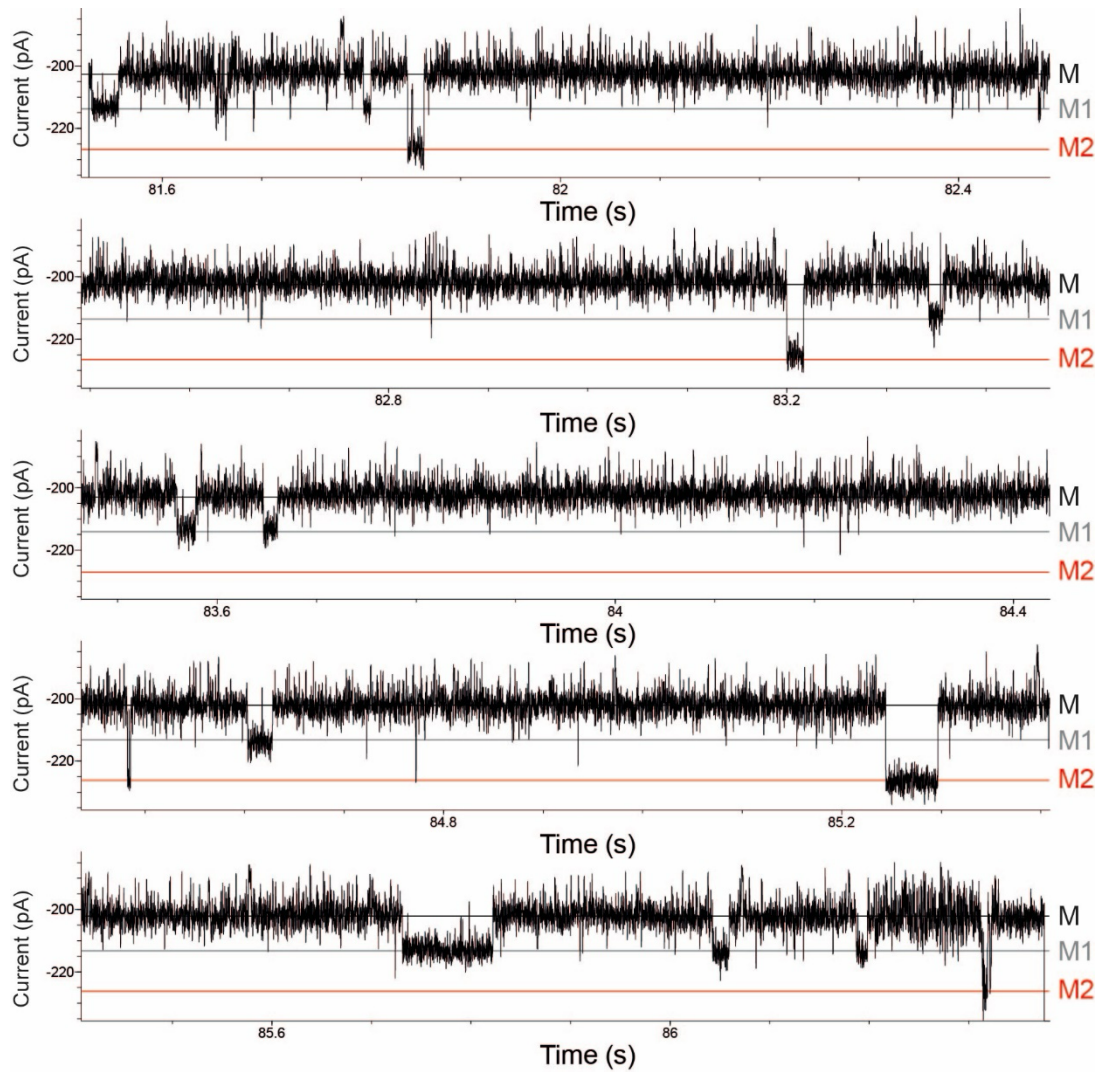 Current (pA)
-200
-220
M
M1
M2
81.6 82 82.4
Time (s)
Current (pA)
-200
-220
M
M1
M2
82.8 83.2
Time (s)
Current (pA)
-200
-220
M
M1
M2
83.6 84 84.4
Time (s)
Current (pA)
-200
-220
M
M1
M2
84.8 85.2
Time (s)
Current (pA)
-200
-220
M
M1
M2
85.6 86
Time (s)